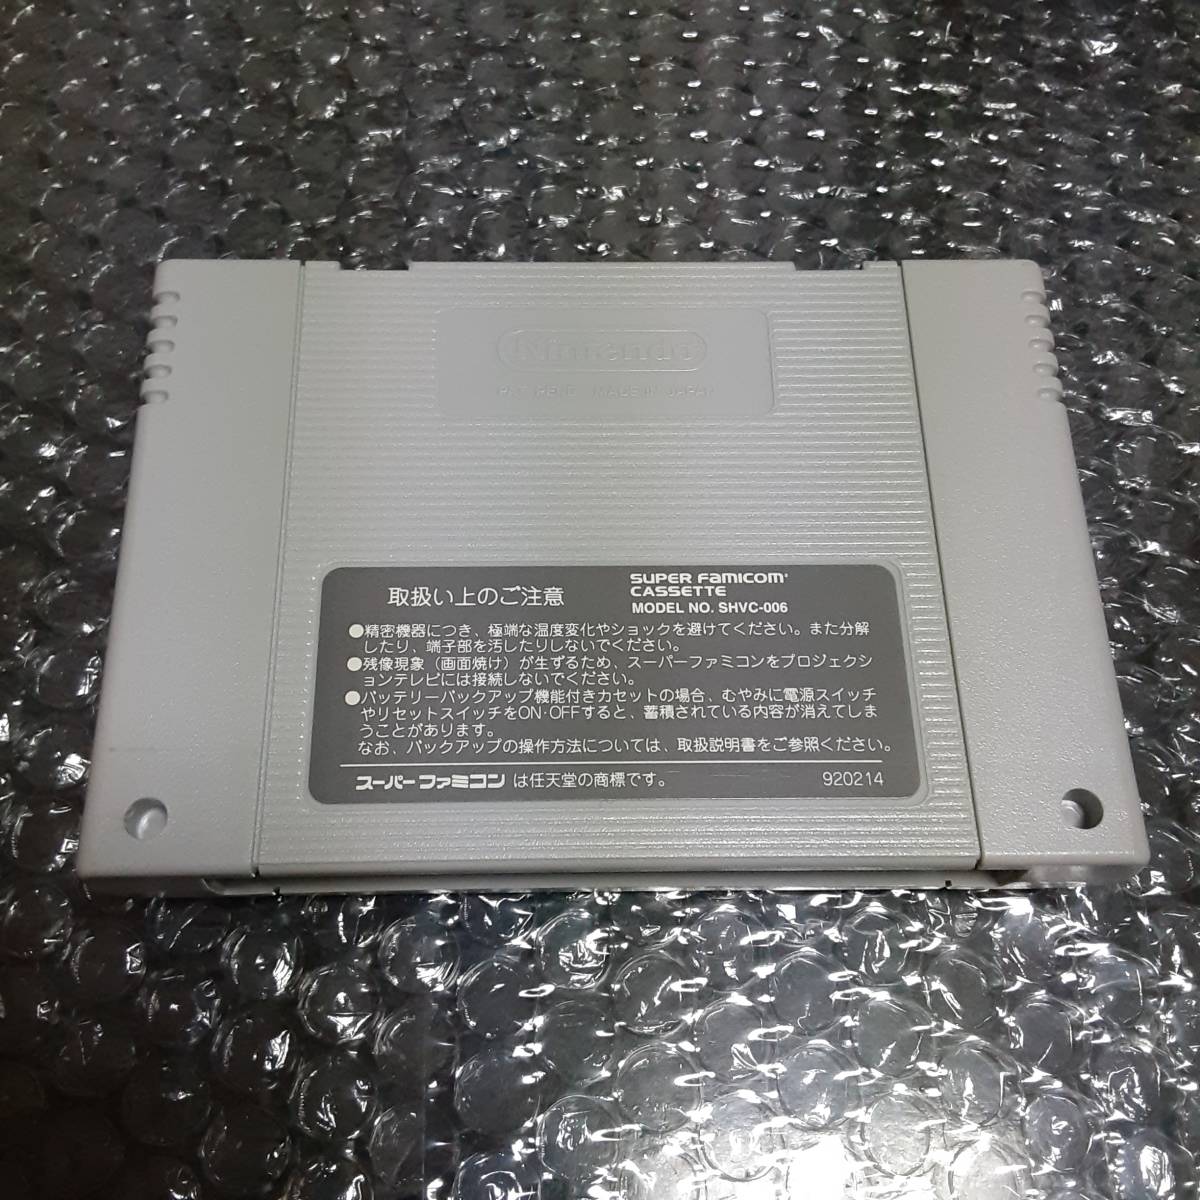 Nintendo
PAT. PEND. MADE IN JAPAN
取扱い上のご注意
SUPER FAMICOM
CASSETTE
MODEL NO. SHVC-006
●精密機器につき、極端な温度変化やショックを避けてください。また分解
したり、端子部を汚したりしないでください。
●残像現象（画面焼け）が生ずるため、スーパーファミコンをプロジェクシ
ョンテレビには接続しないでください。
●バッテリーバックアップ機能付きカセットの場合、むやみに電源スイッチ
やリセットスイッチをON·OFFすると、蓄積されている内容が消えてしま
うことがあります。
なお、バックアップの操作方法については、取扱説明書をご参照ください。
スーパーファミコンは任天堂の商標です。
920214